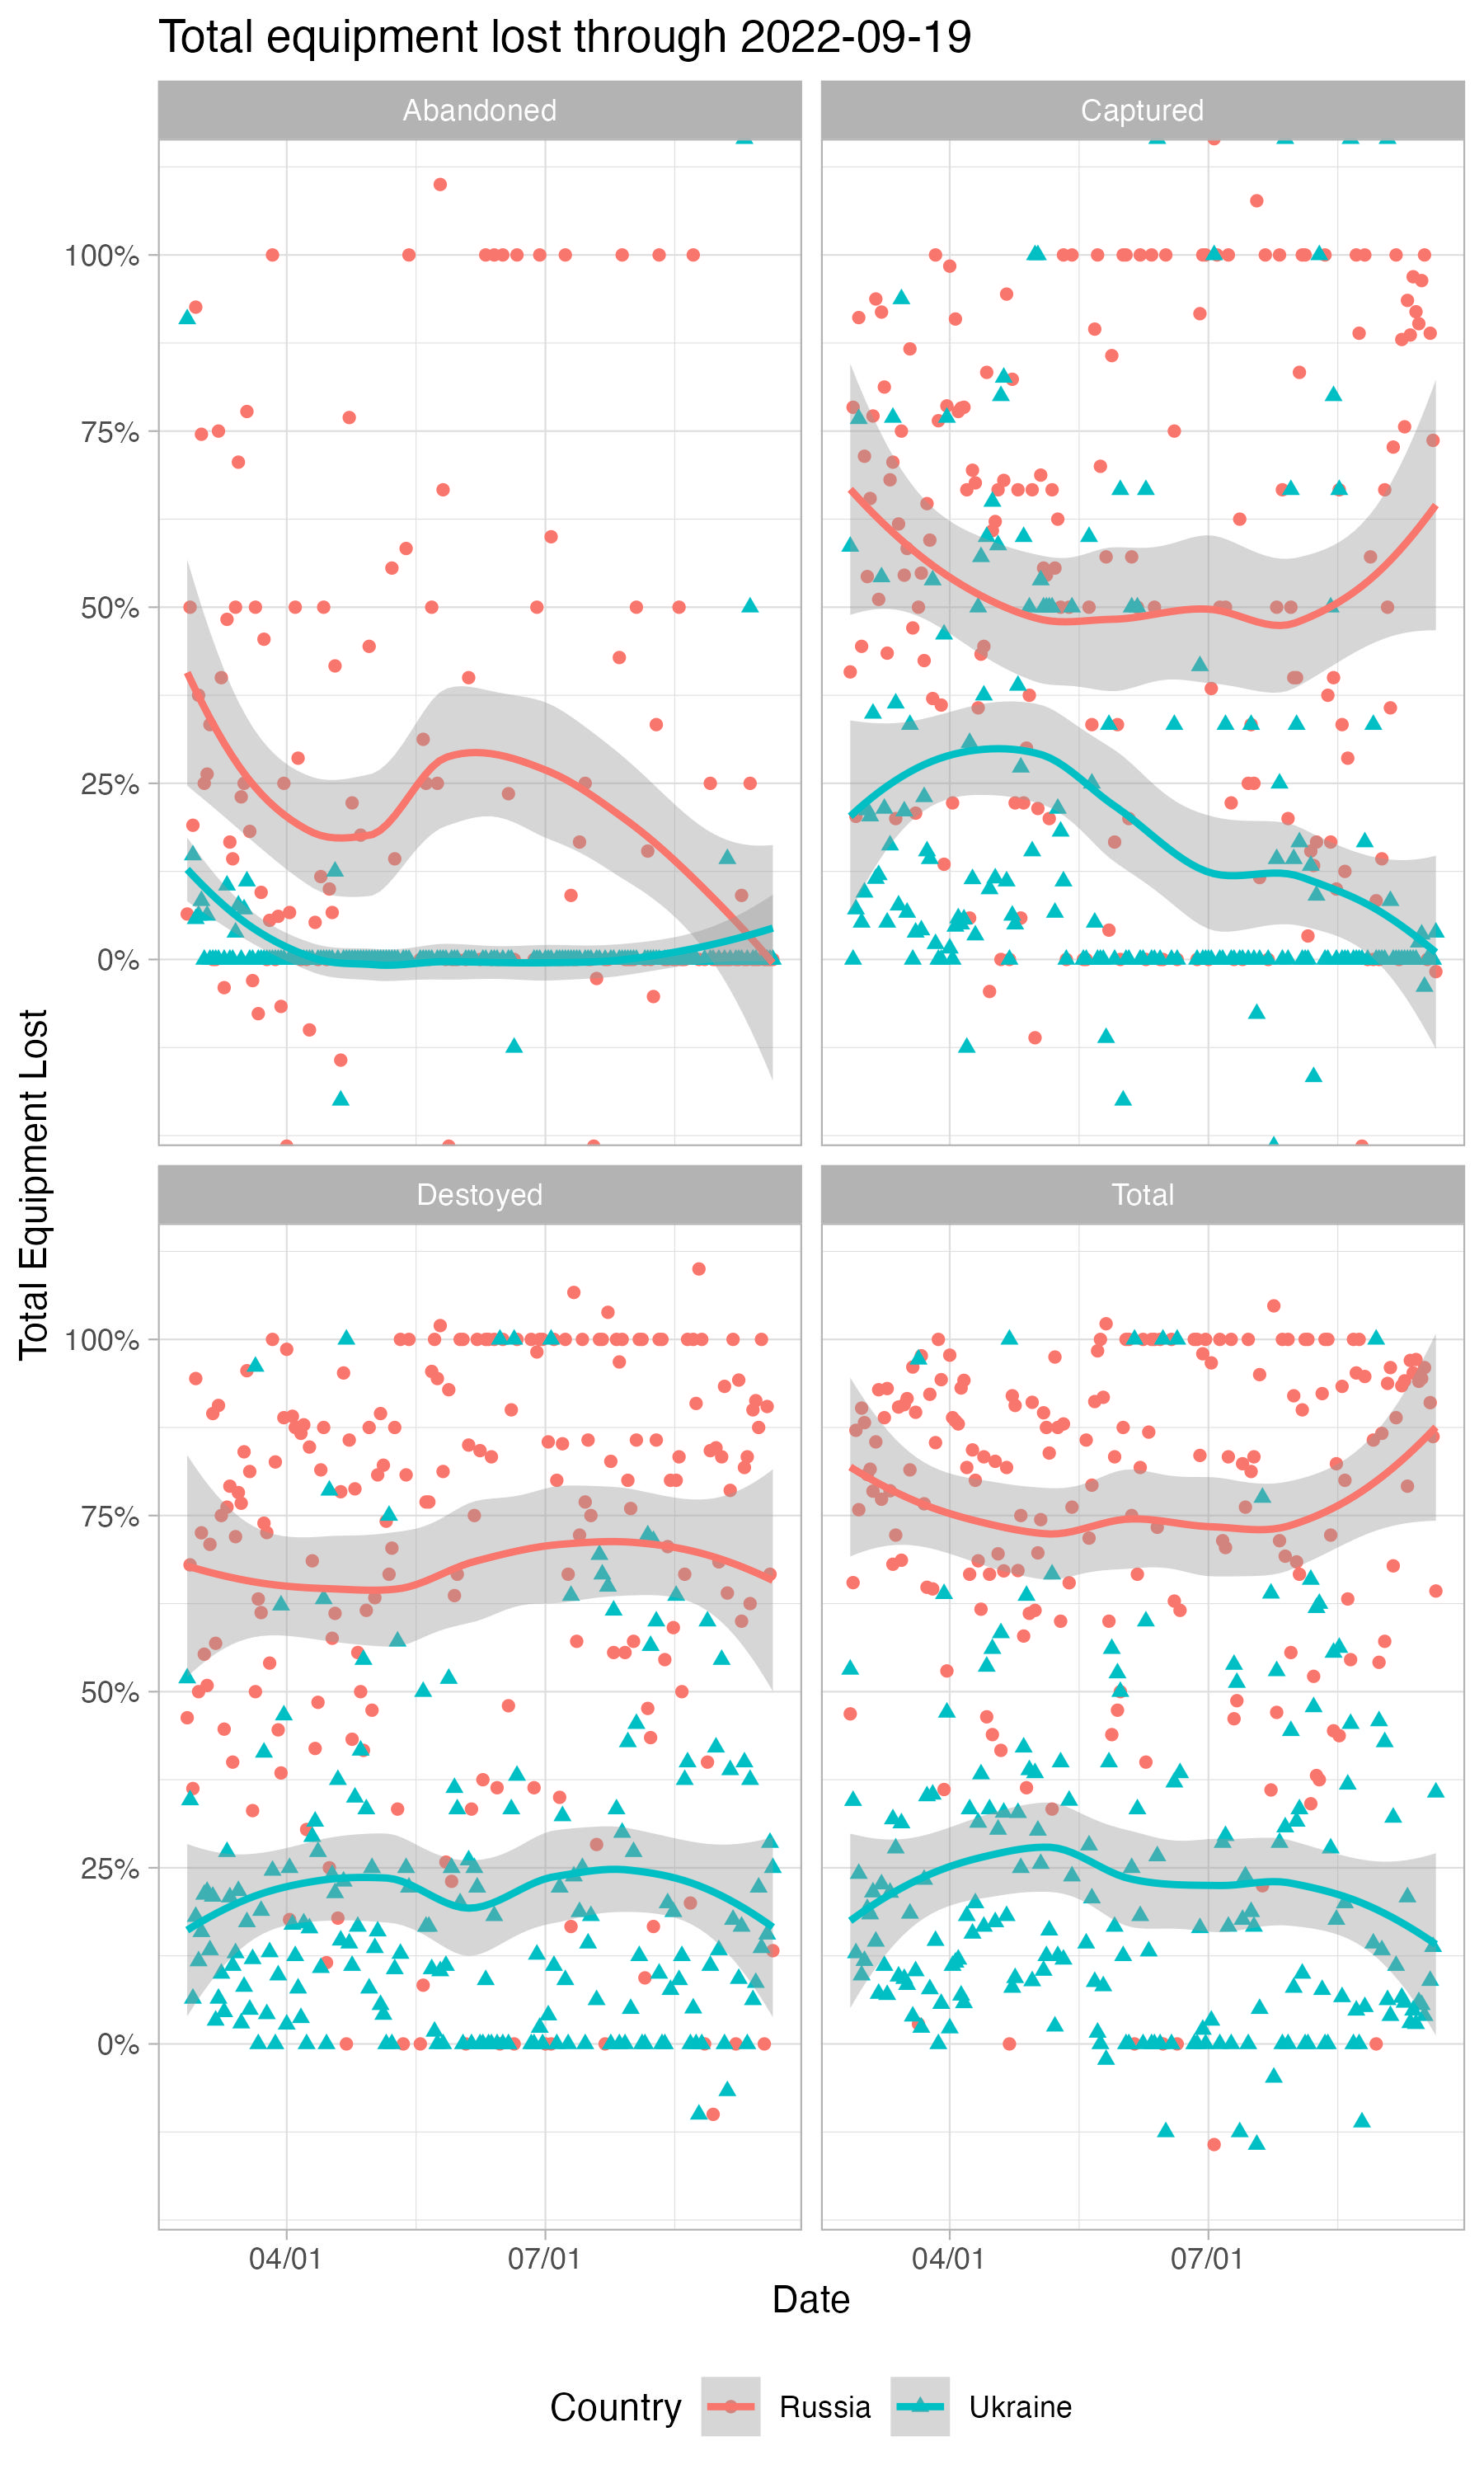 Total equipment lost through 2022-09-19
Abandoned
Captured
100%
75%
50%
25%
0%
Destoyed
Total
100%
75%
50%
25%
0%
Total Equipment Lost
04/01
07/01
04/01
07/01
Date
Country
Russia
Ukraine